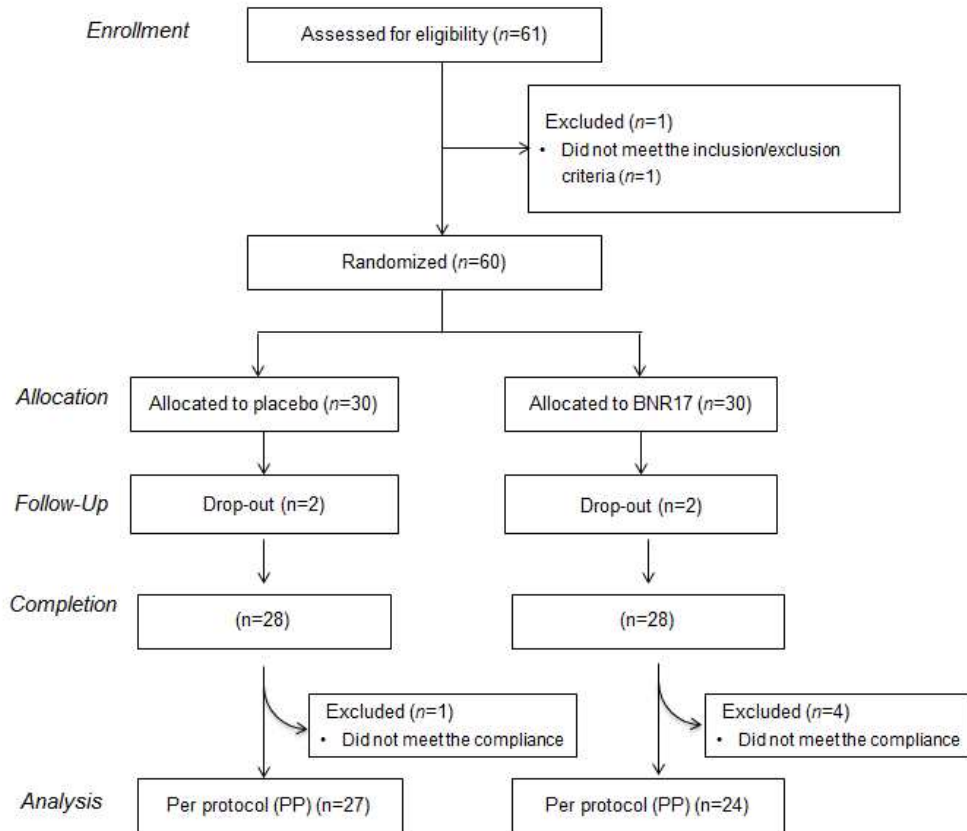 Enrollment
Assessed for eligibility (n=61)
Excluded (n=1)
• Did not meet the inclusion/exclusion
criteria (n=1)
Randomized (n=60)
Allocation
Allocated to placebo (n=30)
Allocated to BNR17 (n=30)
Follow-Up
Drop-out (n=2)
Drop-out (n=2)
Completion
(n=28)
(n=28)
Excluded (n=1)
• Did not meet the compliance
Excluded (n=4)
• Did not meet the compliance
Analysis
Per protocol (PP) (n=27)
Per protocol (PP) (n=24)